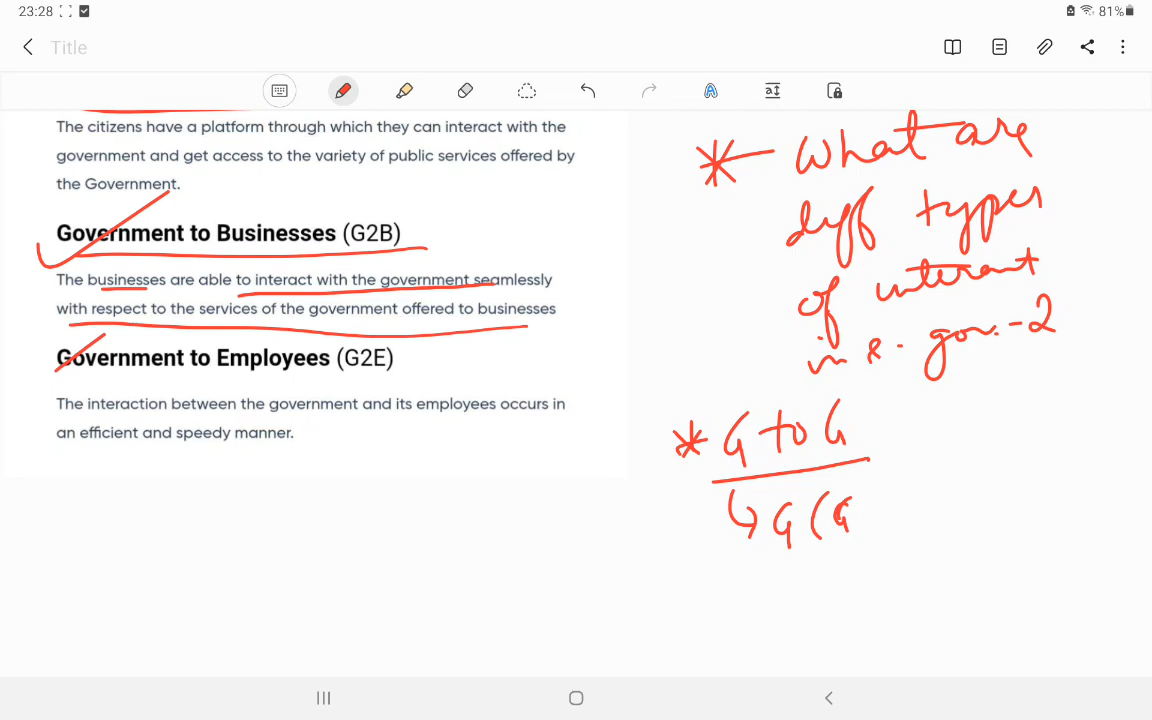 23:28
81%
Title
The citizens have a platform through which they can interact with the
government and get access to the variety of public services offered by
the Government.
Government to Businesses (G2B)
The businesses are able to interact with the government seamlessly
with respect to the services of the government offered to businesses
Government to Employees (G2E)
The interaction between the government and its employees occurs in
an efficient and speedy manner.
* What are
diff types
of interant
in e. gov. -2
* G to G
↳ G (G